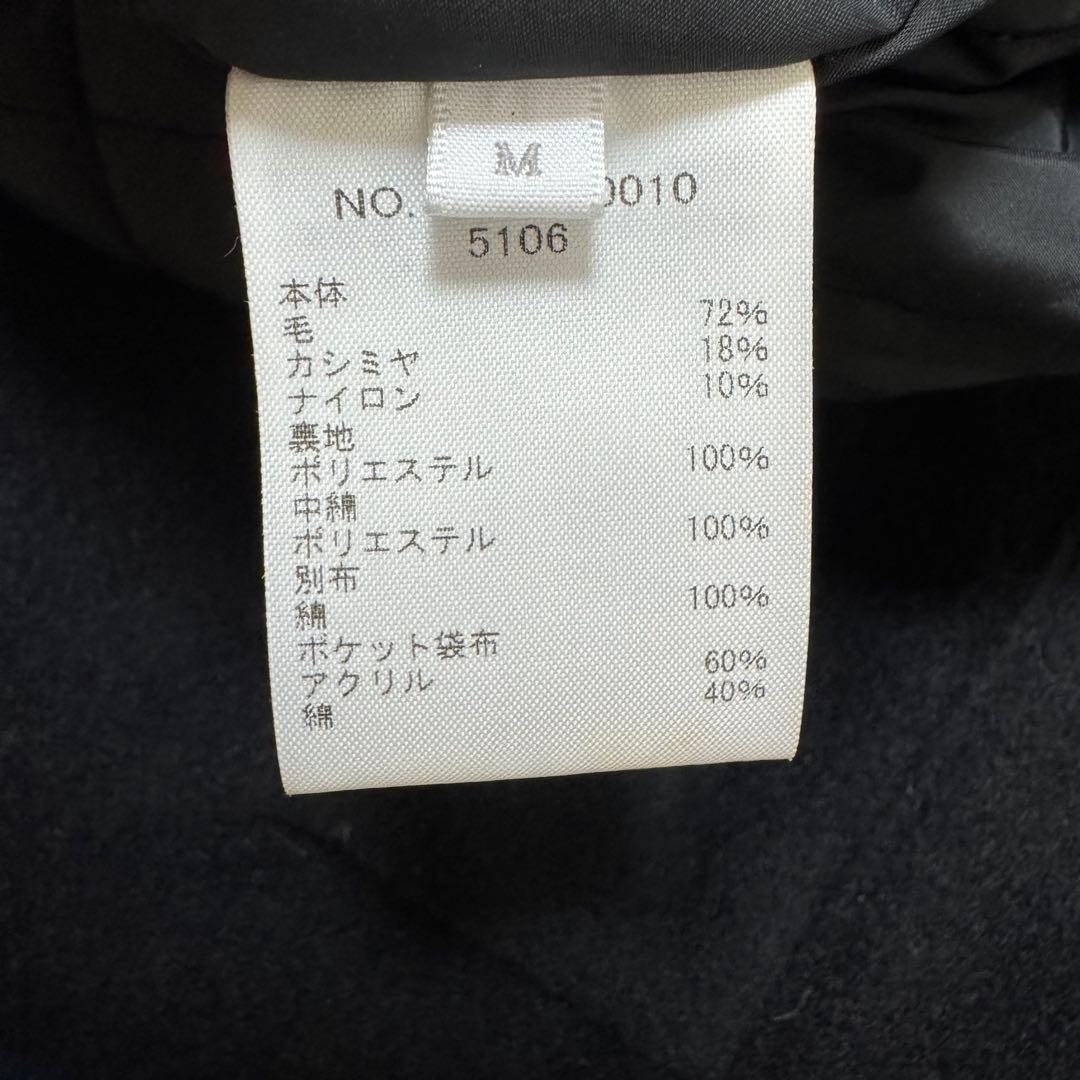 M
NO. 0010
5106
本体
毛 72%
カシミヤ 18%
ナイロン 10%
裏地
ポリエステル 100%
中綿
ポリエステル 100%
別布
綿 100%
ポケット袋布
アクリル 60%
綿 40%